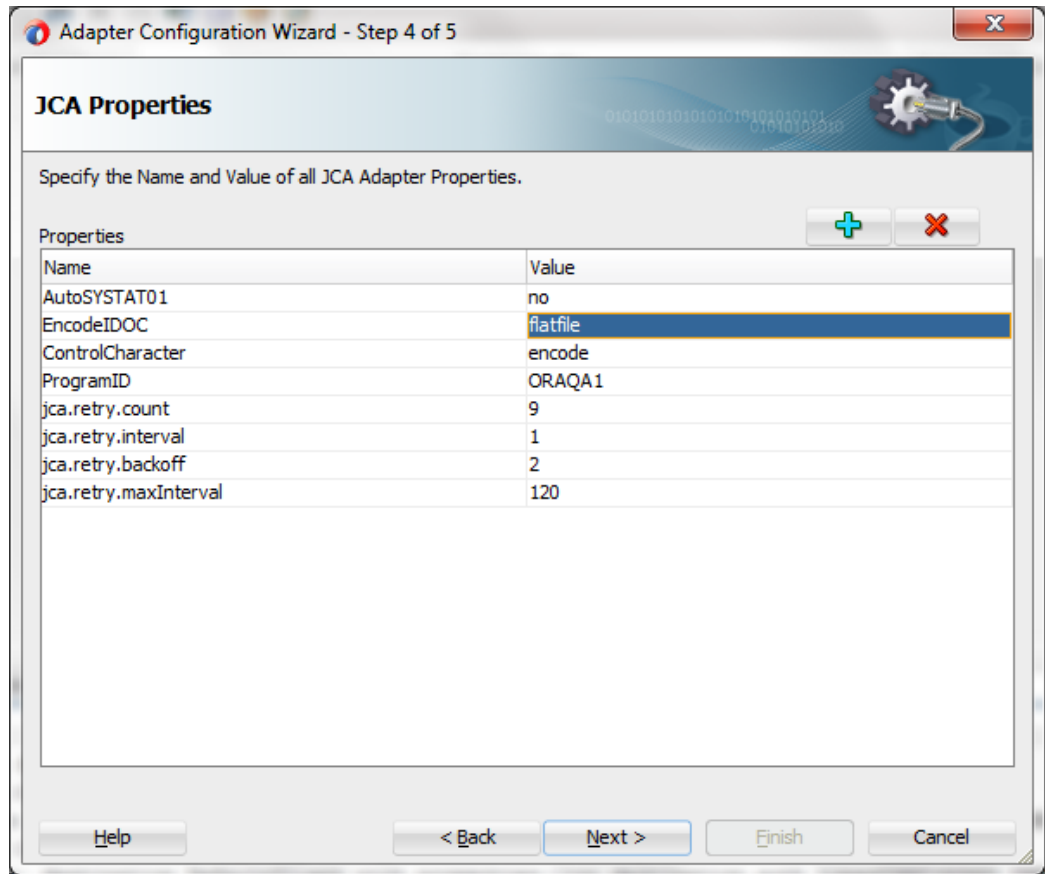 Adapter Configuration Wizard - Step 4 of 5
JCA Properties
Specify the Name and Value of all JCA Adapter Properties.
Properties
Name Value
AutoSYSTAT01 no
EncodeIDOC flatfile
ControlCharacter encode
ProgramID ORAQA1
jca.retry.count 9
jca.retry.interval 1
jca.retry.backoff 2
jca.retry.maxInterval 120
Help < Back Next > Finish Cancel